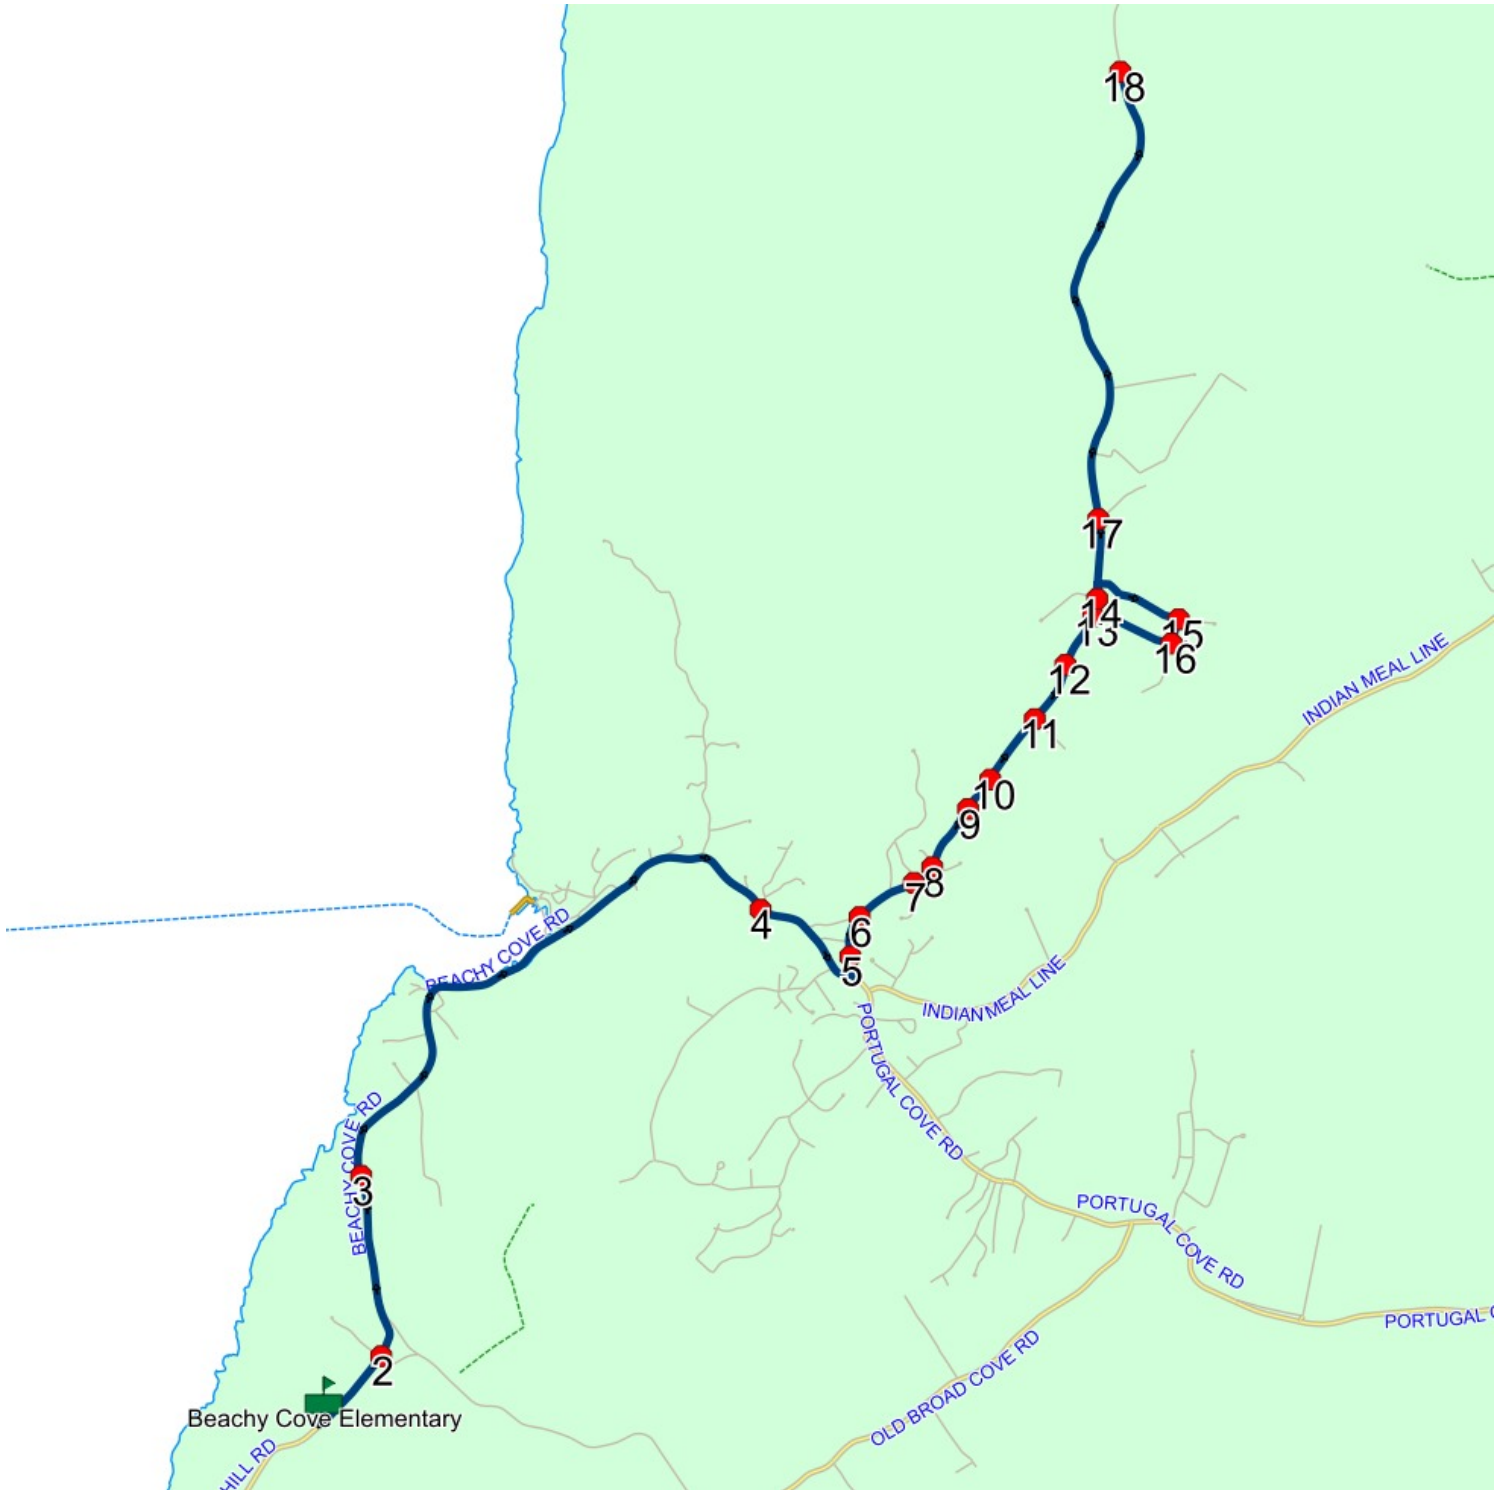 18
17
14
13
15
16
12
11
10
9
8
7
6
4
5
BEACHY COVE RD
INDIAN MEAL LINE
INDIAN MEAL LINE
PORTUGAL COVE RD
BEACHY COVE RD
3
PORTUGAL COVE RD
PORTUGAL C
2
OLD BROAD COVE RD
Beachy Cove Elementary
HILL RD